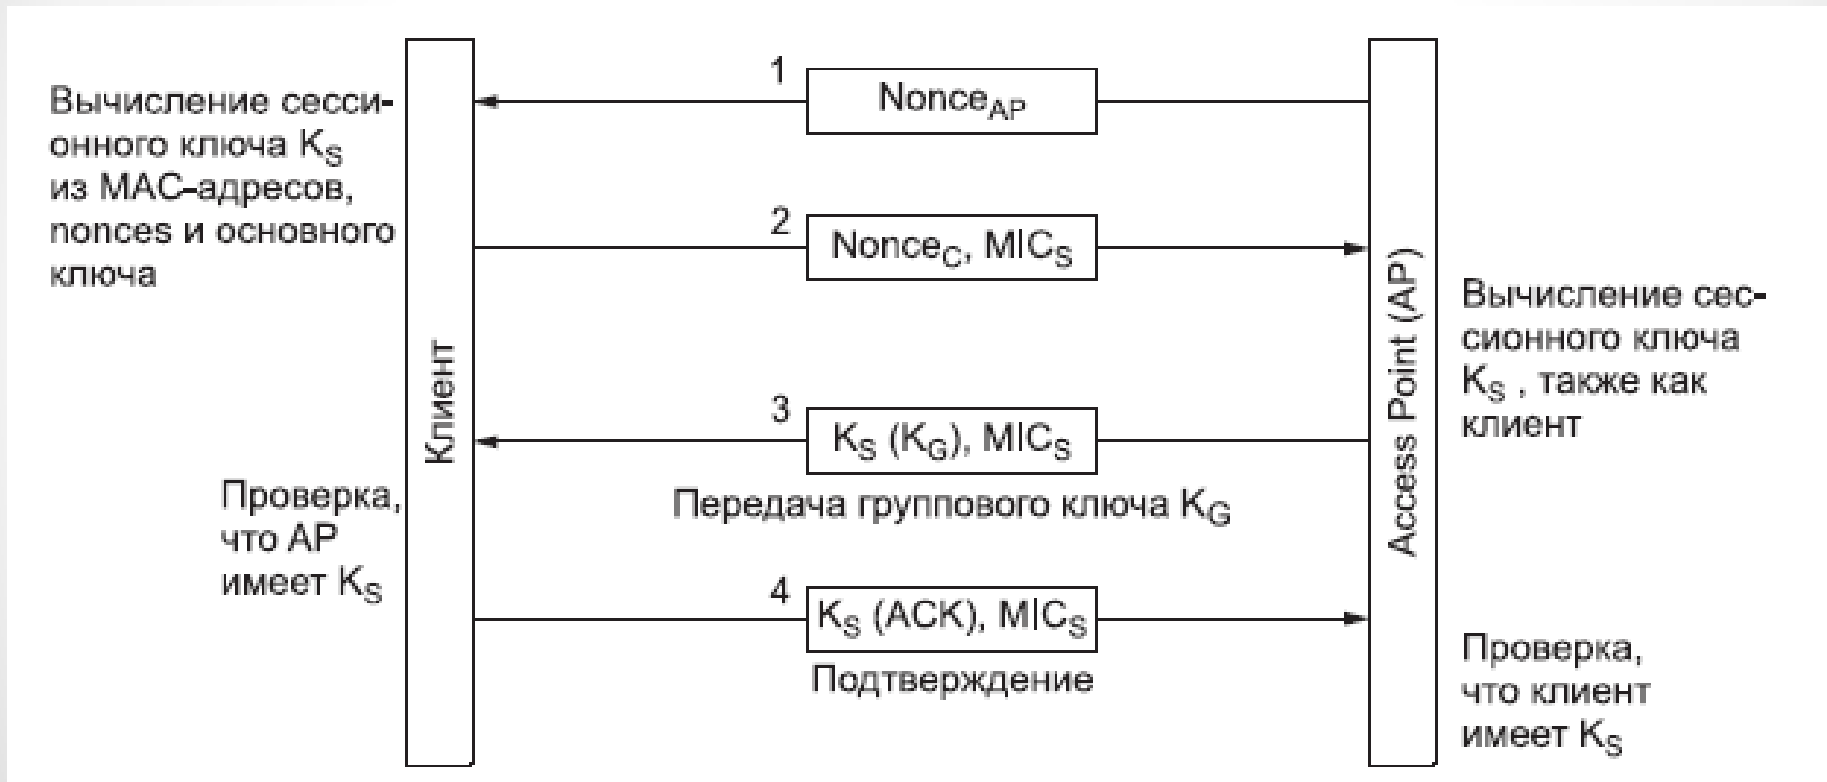 Вычисление сесси-
онного ключа K_S
из MAC-адресов,
nonces и основного
ключа
Клиент
1
Nonce_AP
2
Nonce_C, MIC_S
3
K_S (K_G), MIC_S
Передача группового ключа K_G
Проверка,
что AP
имеет K_S
4
K_S (ACK), MIC_S
Подтверждение
Access Point (AP)
Вычисление сес-
сионного ключа
K_S , также как
клиент
Проверка,
что клиент
имеет K_S